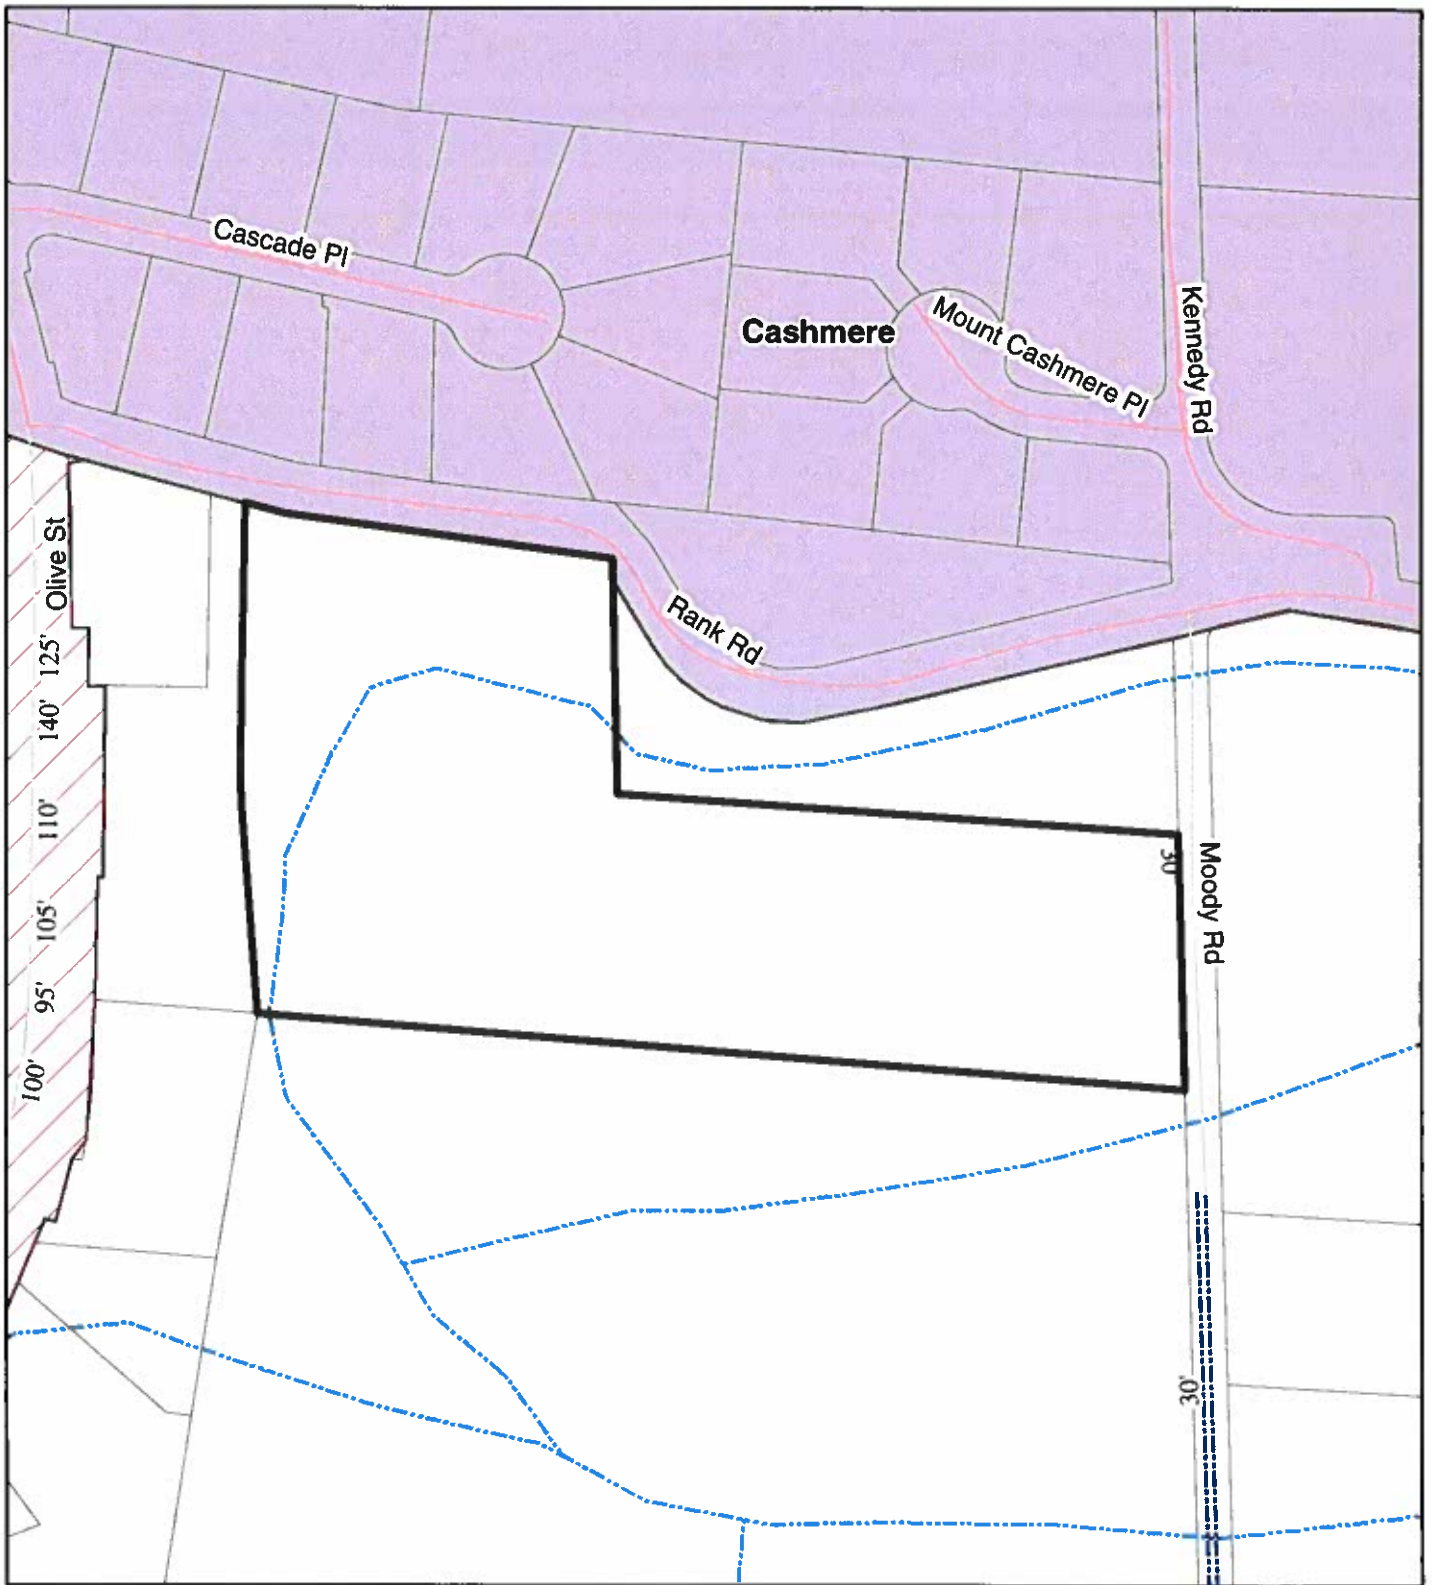 Cascade Pl
Cashmere
Mount Cashmere Pl
Kennedy Rd
Olive St
Rank Rd
125'
140'
110'
30'
Moody Rd
105'
95'
100'
30'